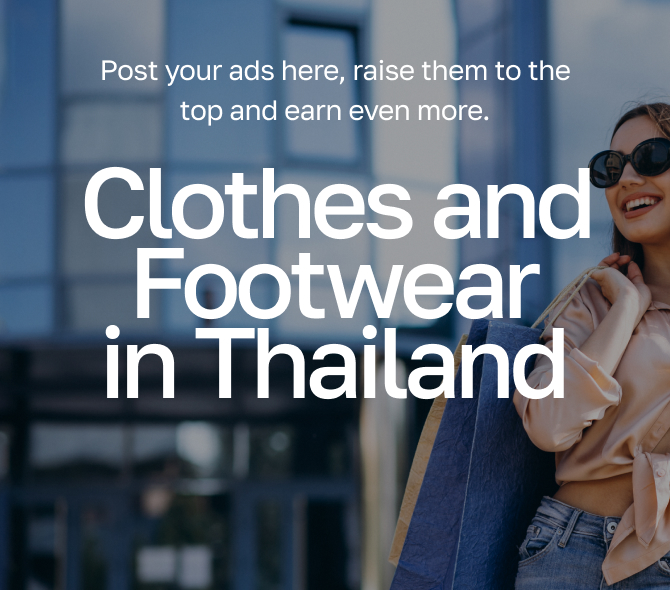 Post your ads here, raise them to the
top and earn even more.
Clothes and
Footwear
in Thailand